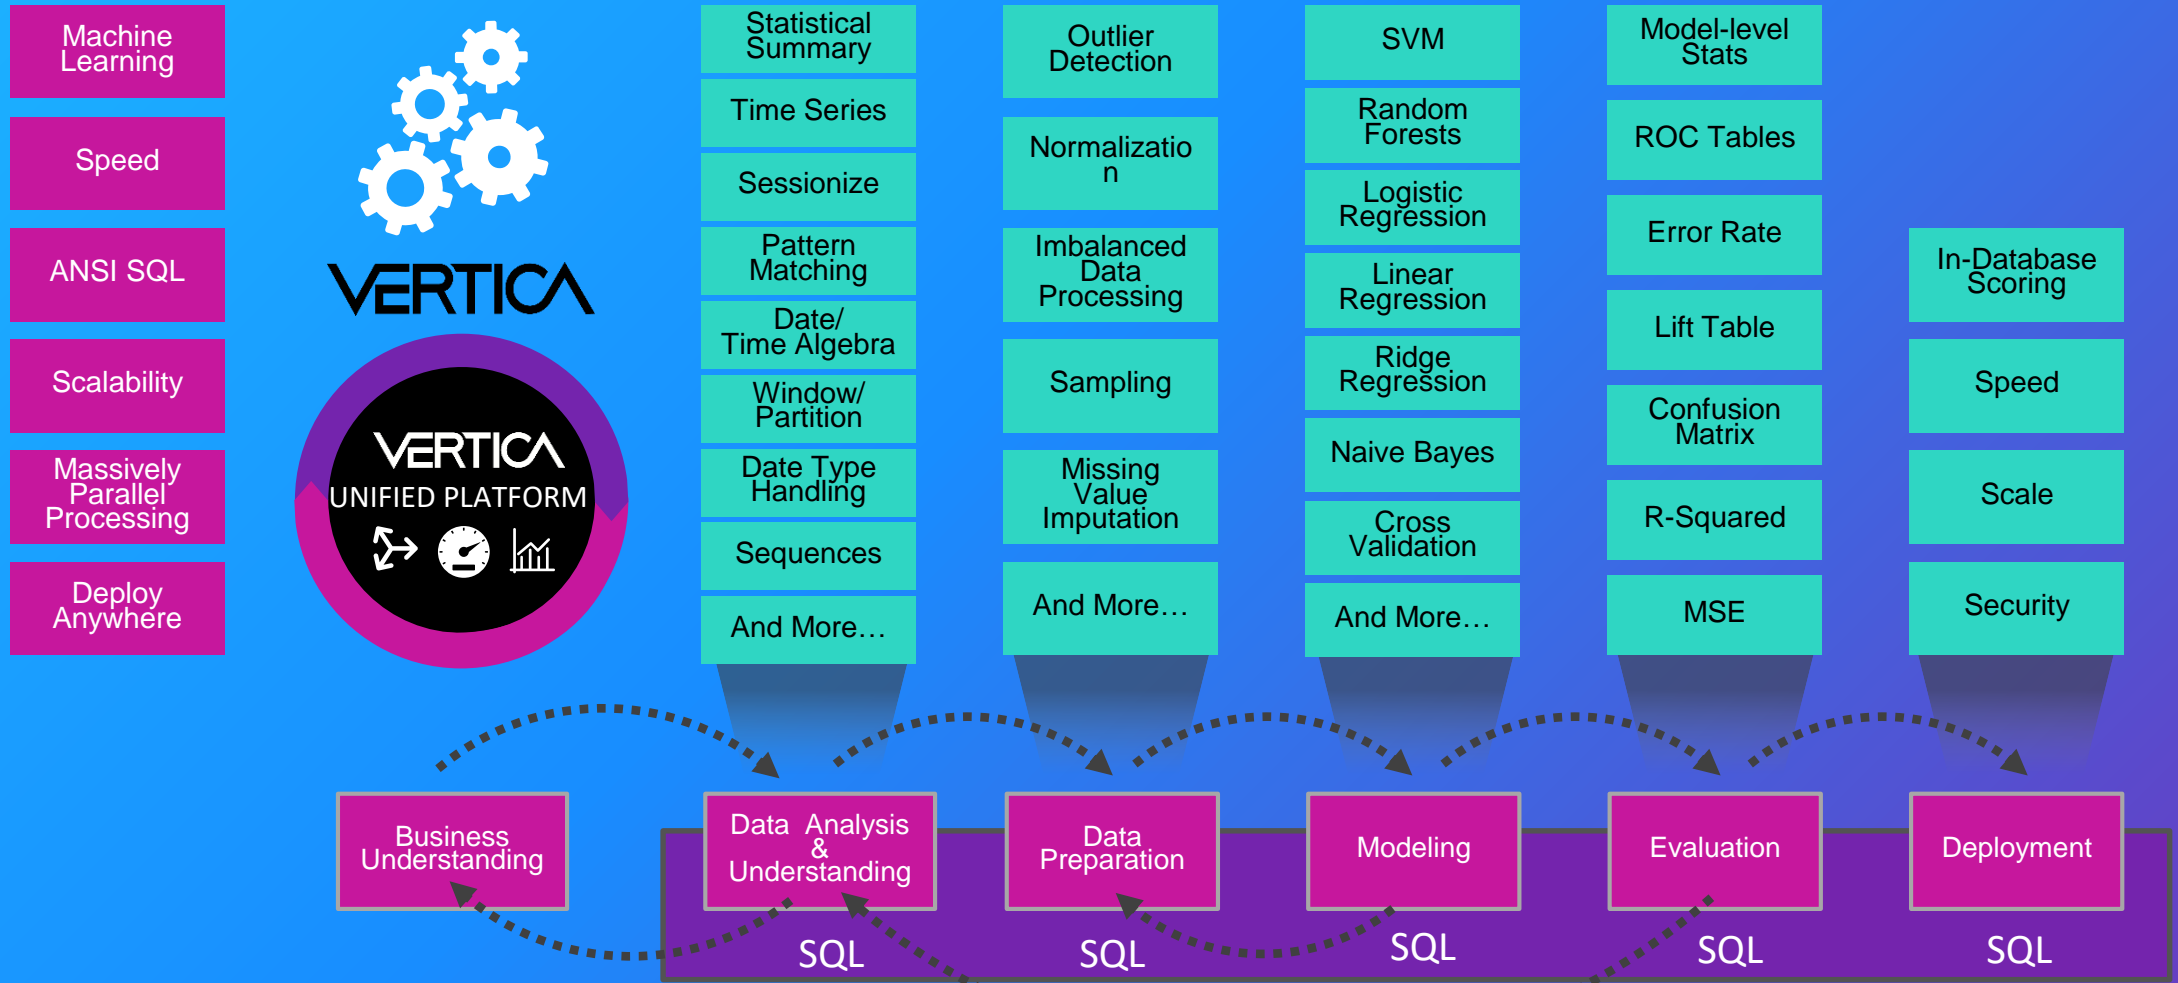 Machine
Learning
Speed
ANSI SQL
Scalability
Massively
Parallel
Processing
Deploy
Anywhere
VERTICA
VERTICA
UNIFIED PLATFORM
Statistical
Summary
Time Series
Sessionize
Pattern
Matching
Date/
Time Algebra
Window/
Partition
Date Type
Handling
Sequences
And More…
Outlier
Detection
Normalizatio
n
Imbalanced
Data
Processing
Sampling
Missing
Value
Imputation
And More…
SVM
Random
Forests
Logistic
Regression
Linear
Regression
Ridge
Regression
Naive Bayes
Cross
Validation
And More…
Model-level
Stats
ROC Tables
Error Rate
Lift Table
Confusion
Matrix
R-Squared
MSE
In-Database
Scoring
Speed
Scale
Security
Business
Understanding
Data Analysis
&
Understanding
Data
Preparation
Modeling
Evaluation
Deployment
SQL
SQL
SQL
SQL
SQL